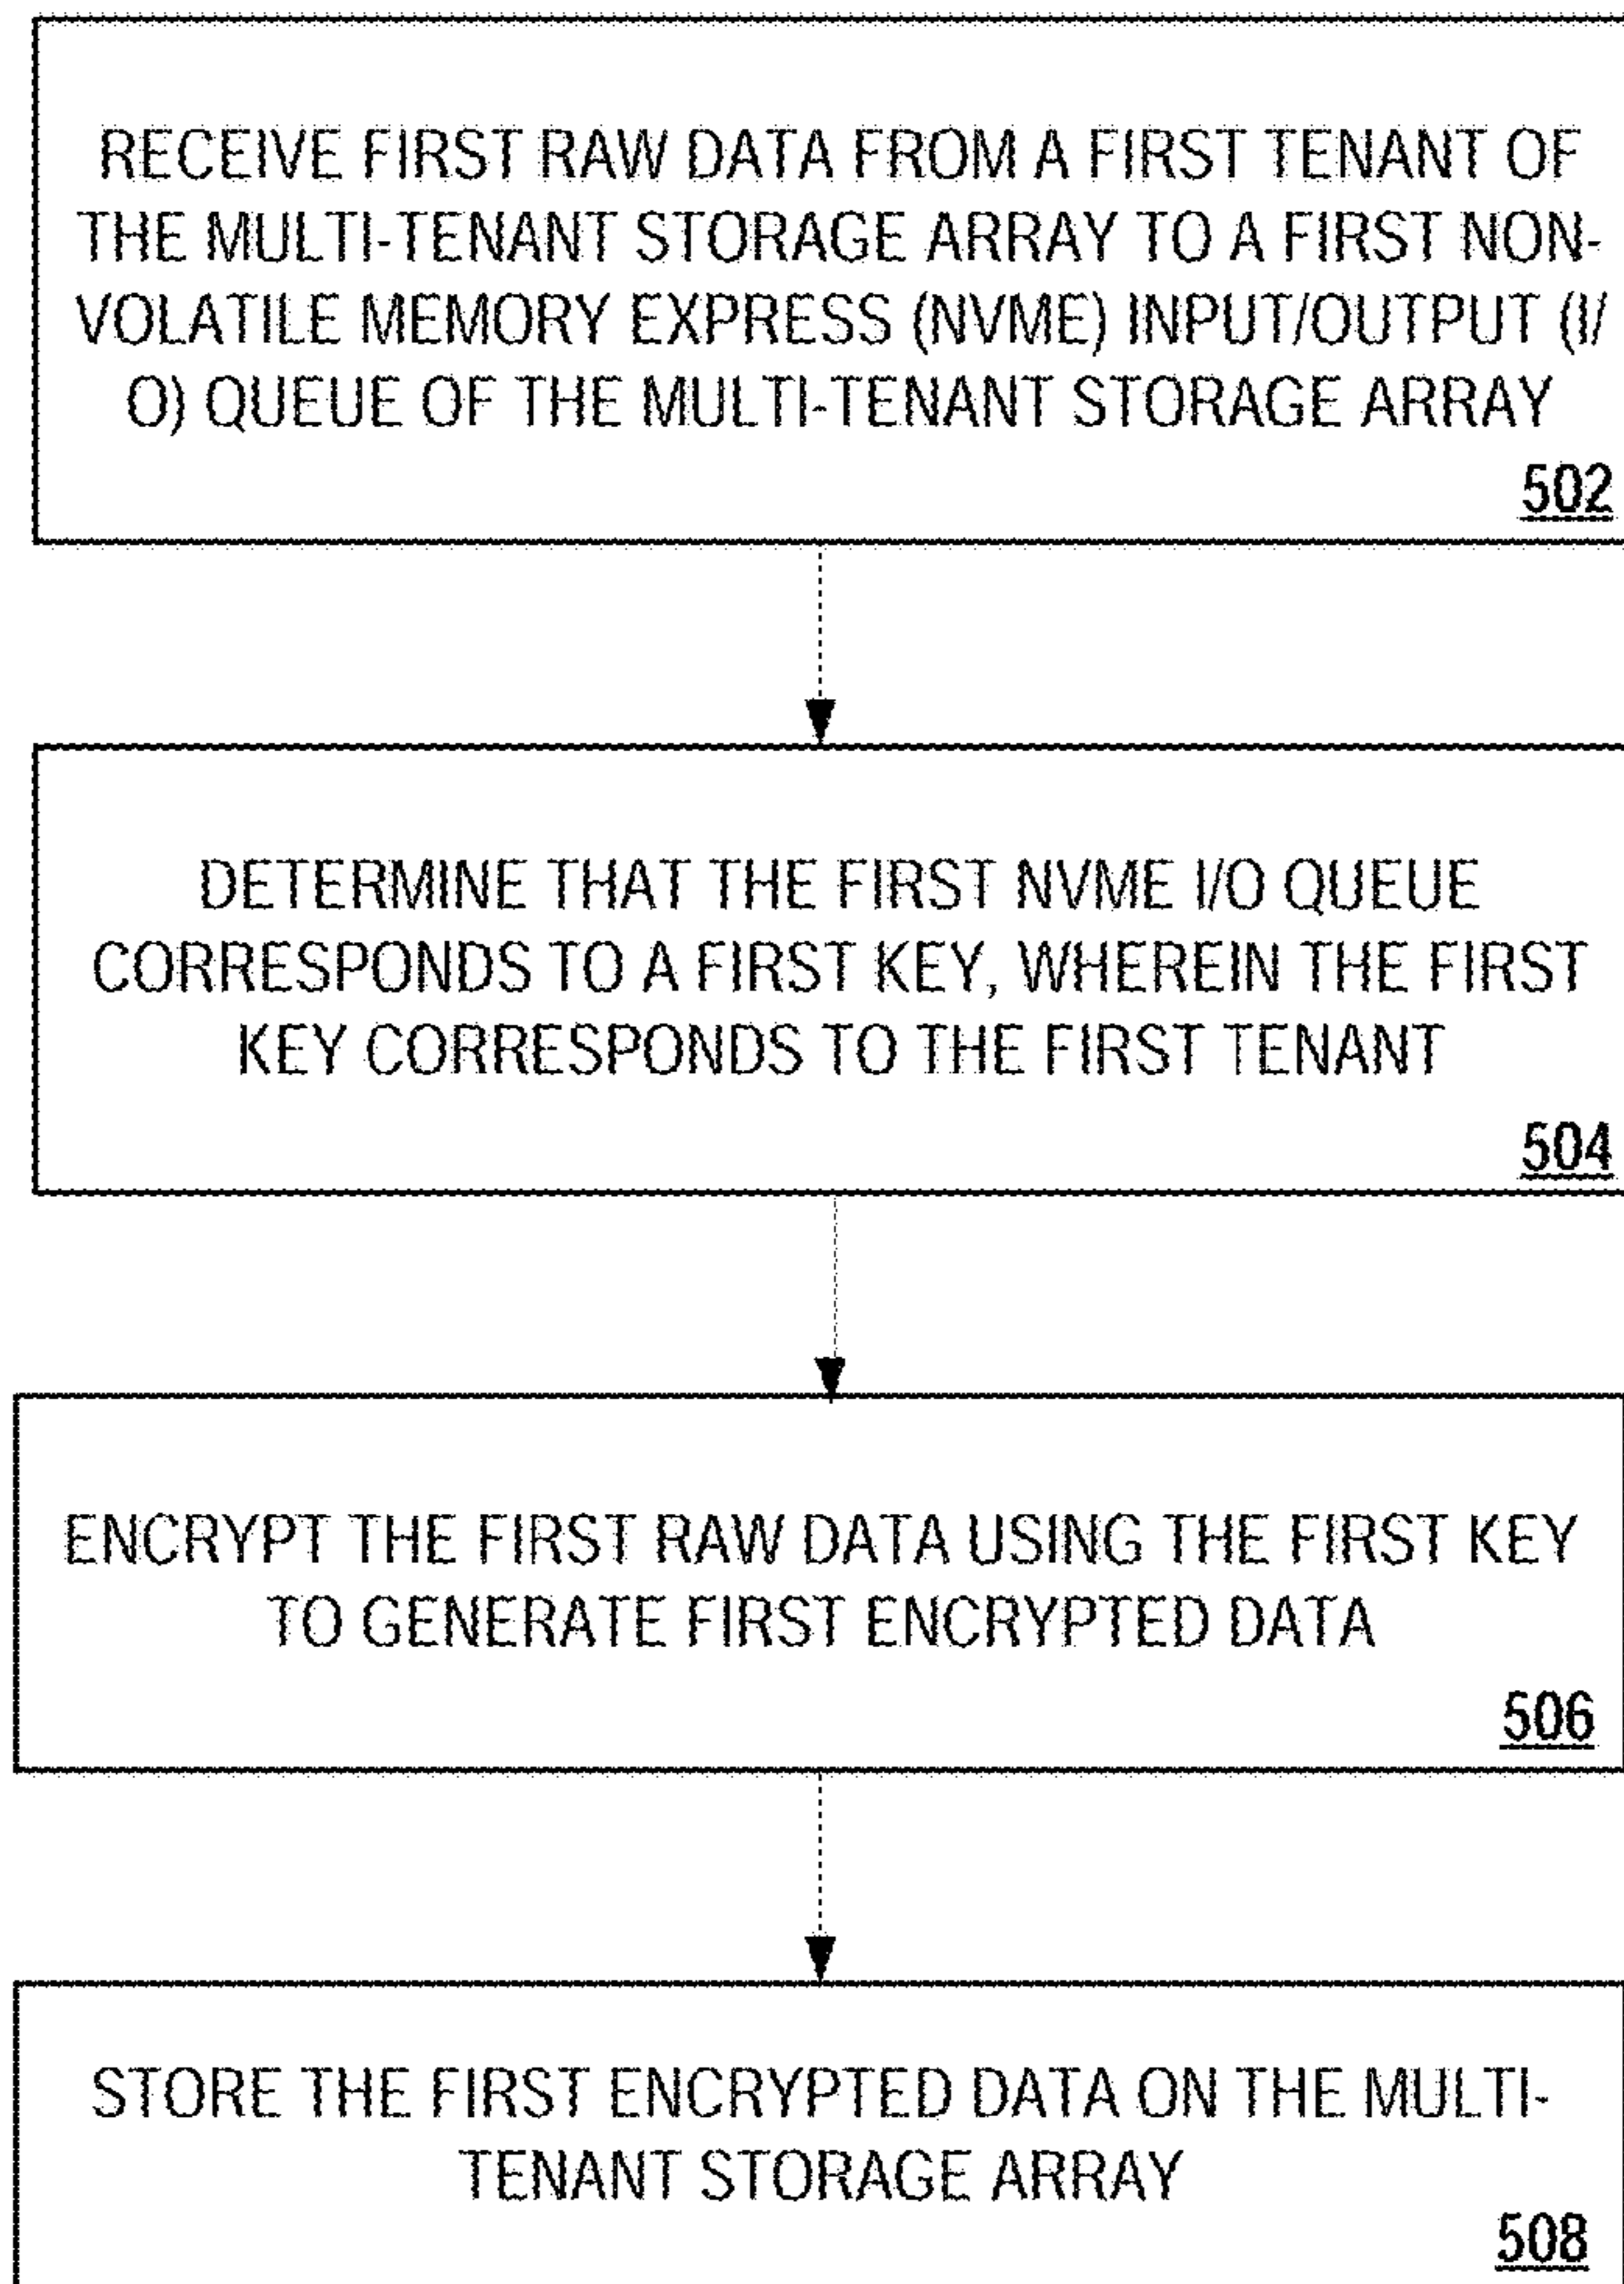 RECEIVE FIRST RAW DATA FROM A FIRST TENANT OF
THE MULTI-TENANT STORAGE ARRAY TO A FIRST NON-
VOLATILE MEMORY EXPRESS (NVME) INPUT/OUTPUT (I/
O) QUEUE OF THE MULTI-TENANT STORAGE ARRAY
502
DETERMINE THAT THE FIRST NVME I/O QUEUE
CORRESPONDS TO A FIRST KEY, WHEREIN THE FIRST
KEY CORRESPONDS TO THE FIRST TENANT
504
ENCRYPT THE FIRST RAW DATA USING THE FIRST KEY
TO GENERATE FIRST ENCRYPTED DATA
506
STORE THE FIRST ENCRYPTED DATA ON THE MULTI-
TENANT STORAGE ARRAY
508